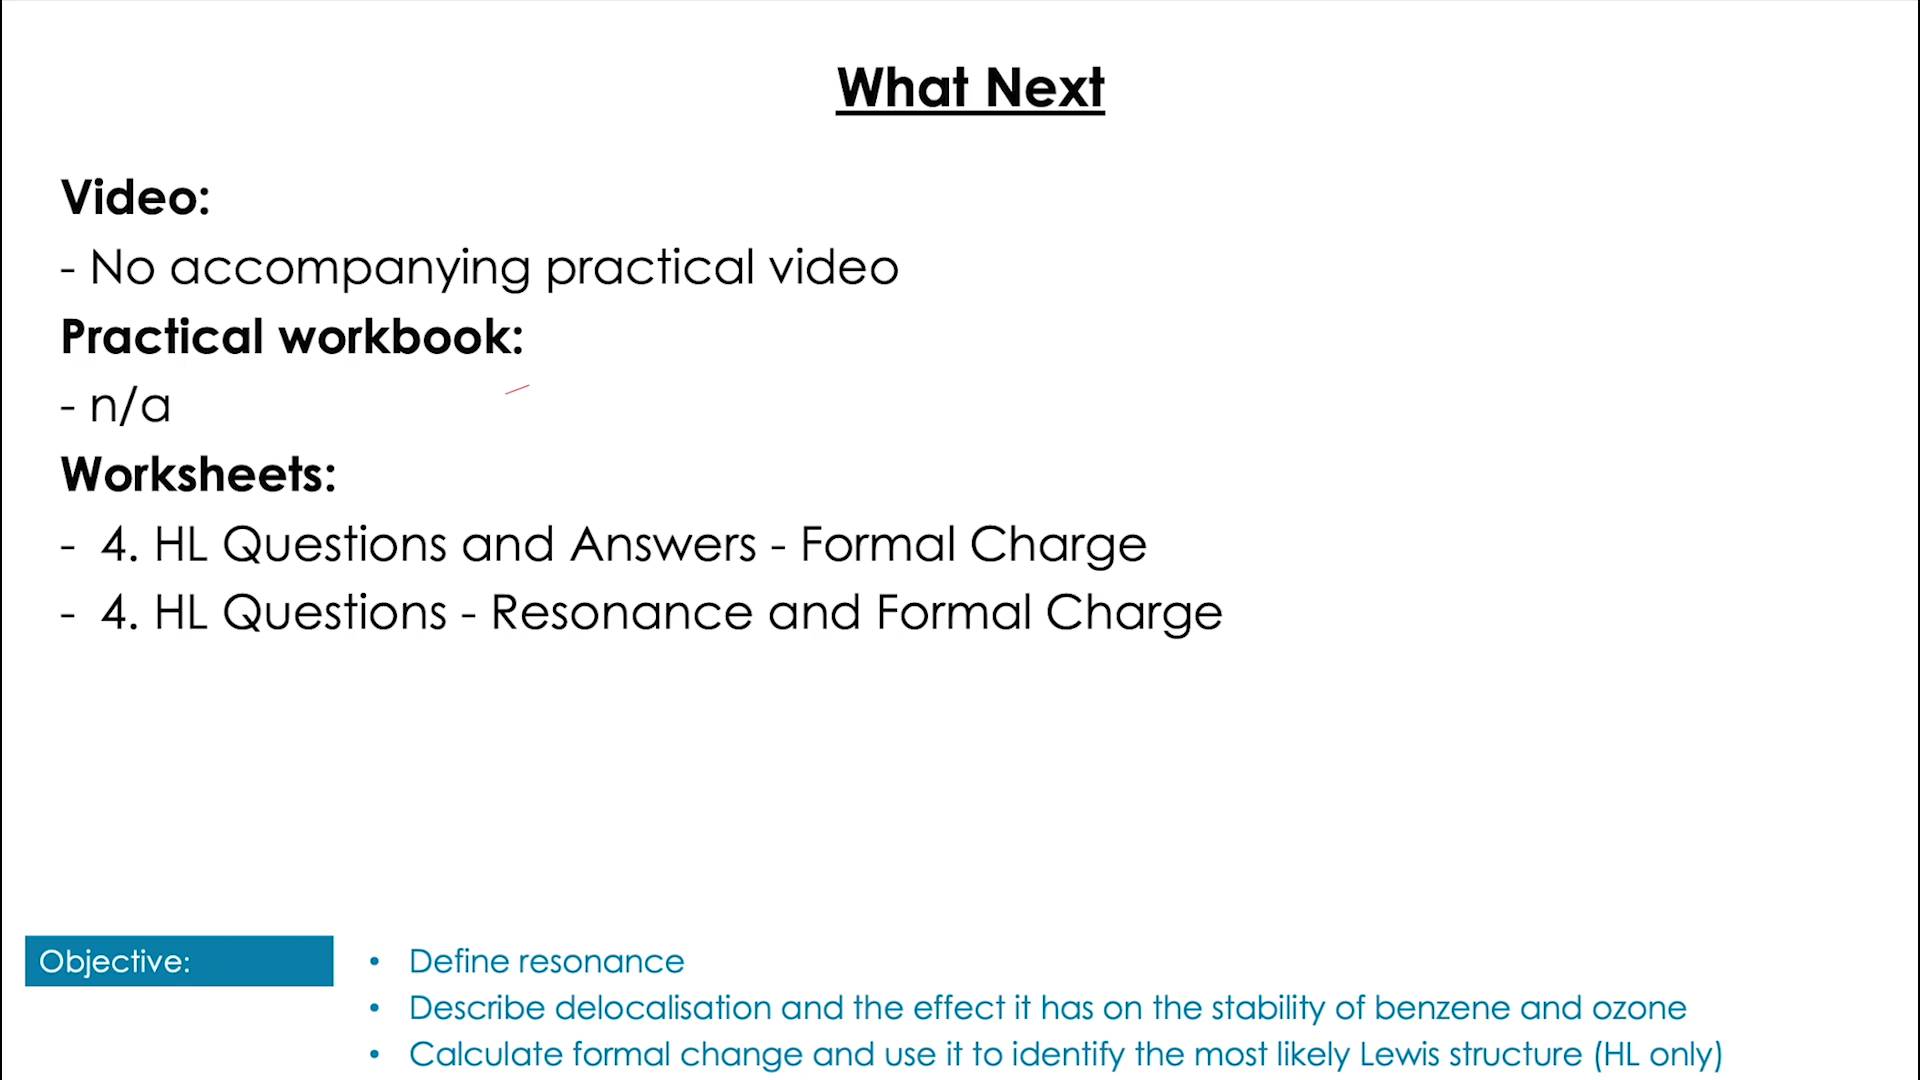 What Next
Video:
- No accompanying practical video
Practical workbook:
- n/a
Worksheets:
- 4. HL Questions and Answers - Formal Charge
- 4. HL Questions - Resonance and Formal Charge
Objective:
• Define resonance
• Describe delocalisation and the effect it has on the stability of benzene and ozone
• Calculate formal change and use it to identify the most likely Lewis structure (HL only)